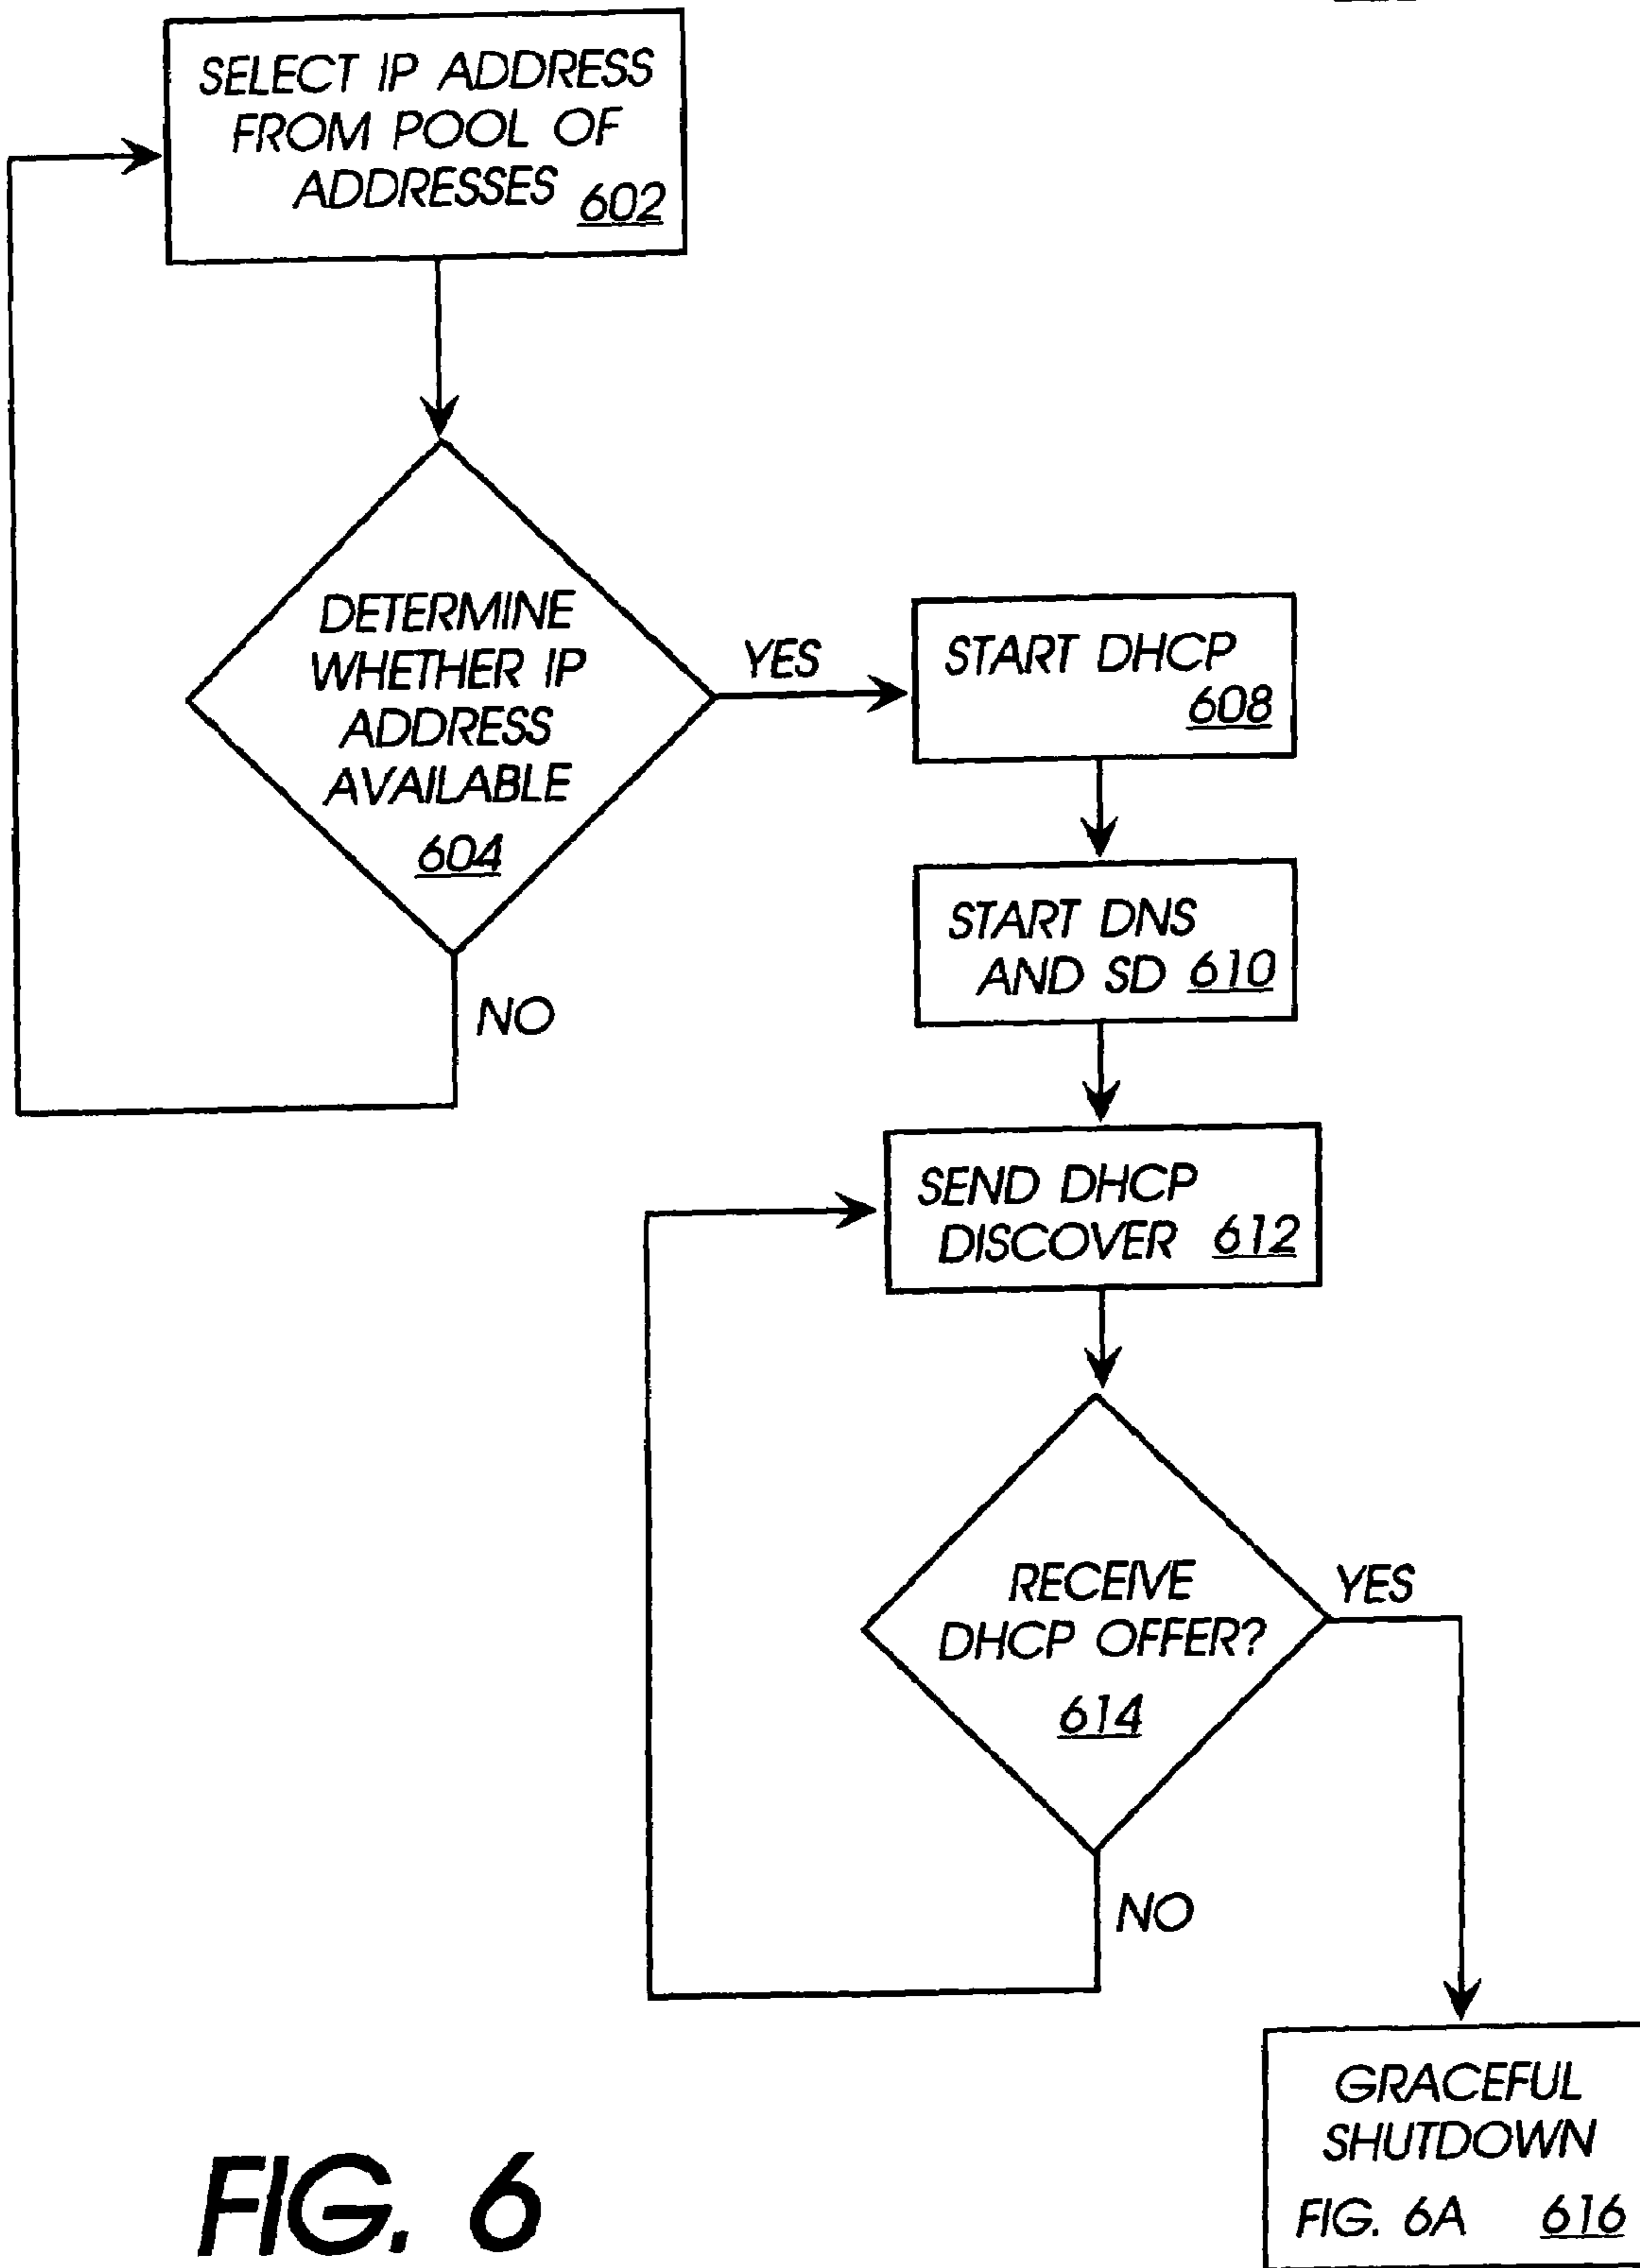 SELECT IP ADDRESS
FROM POOL OF
ADDRESSES 602
DETERMINE
WHETHER IP
ADDRESS
AVAILABLE
604
YES
NO
START DHCP
608
START DNS
AND SD 610
SEND DHCP
DISCOVER 612
RECEIVE
DHCP OFFER?
614
YES
NO
GRACEFUL
SHUTDOWN
FIG. 6A 616
FIG. 6